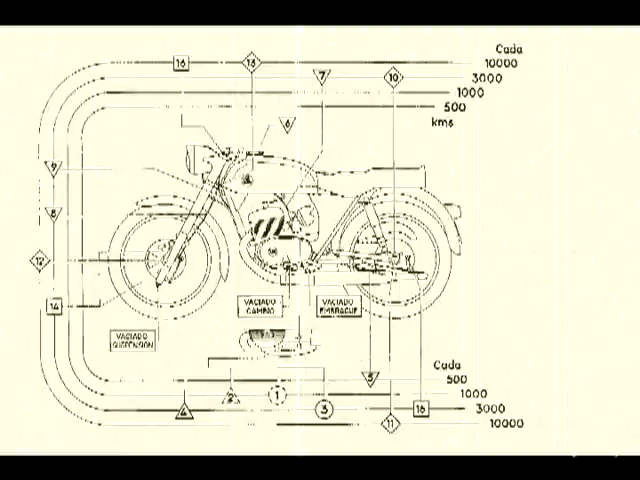 Cada
16 13 10000
7 10 3000
1000
500
kms
6
9
8
12
14
VACIADO CAMBIO
VACIADO EMBRAGUE
VACIADO SUSPENSION
Cada
5 500
2 1 1000
4 3 16 3000
11 10000